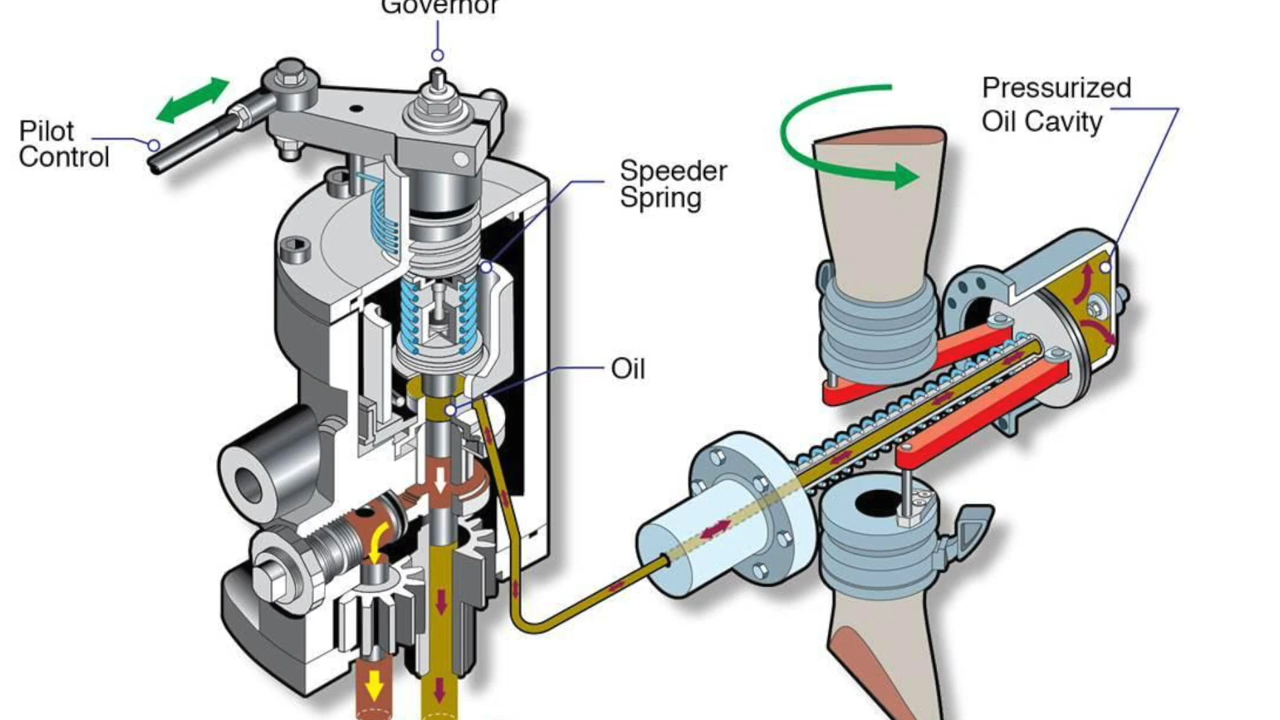 Governor
Pilot
Control
Speeder
Spring
Oil
Pressurized
Oil Cavity